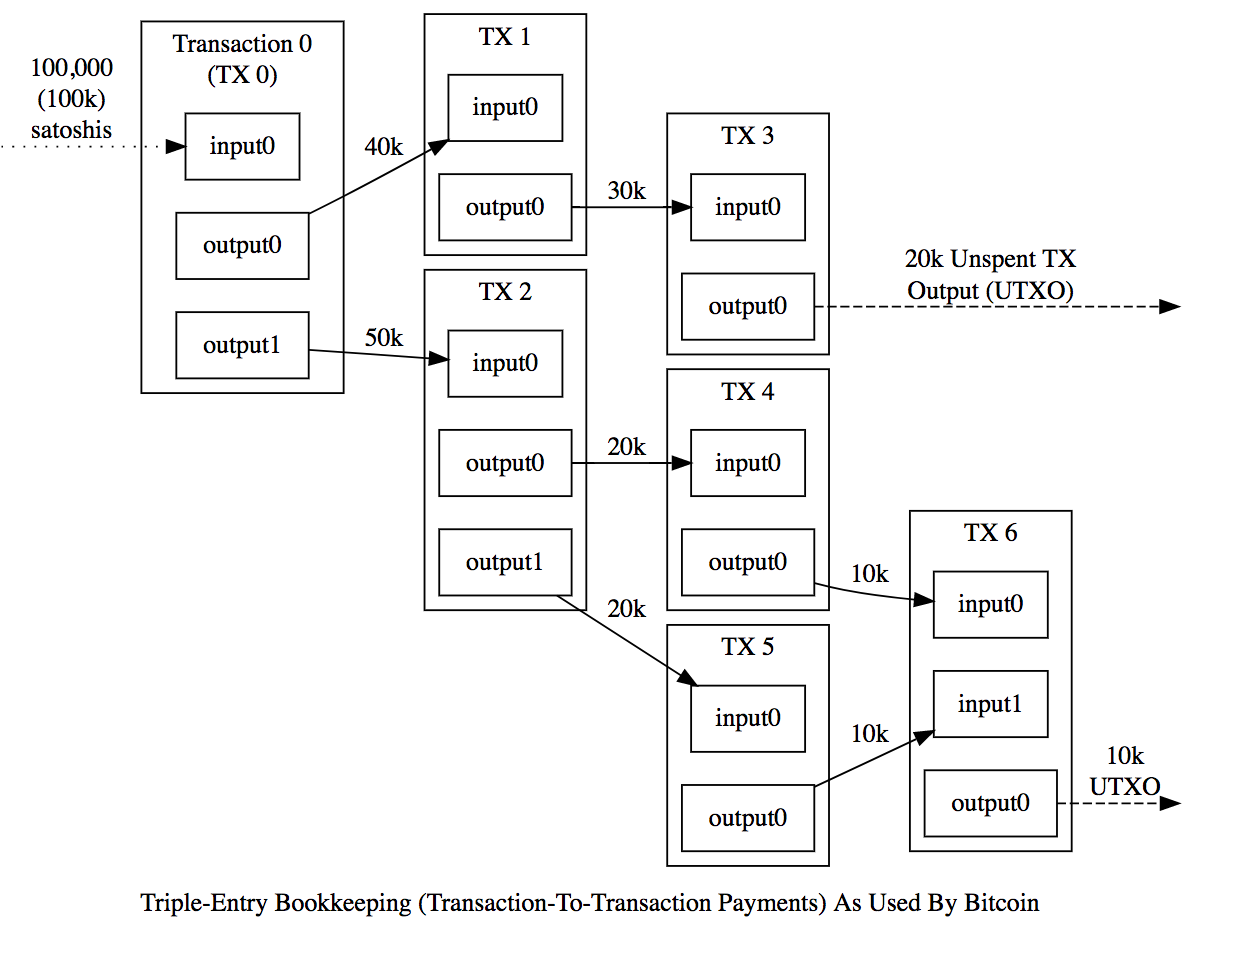 100,000
(100k)
satoshis
Transaction 0
(TX 0)
input0
output0
output1
40k
50k
TX 1
input0
output0
30k
TX 2
input0
output0
output1
20k
20k
TX 3
input0
output0
20k Unspent TX
Output (UTXO)
TX 4
input0
output0
10k
TX 5
input0
output0
10k
TX 6
input0
input1
output0
10k
UTXO
Triple-Entry Bookkeeping (Transaction-To-Transaction Payments) As Used By Bitcoin